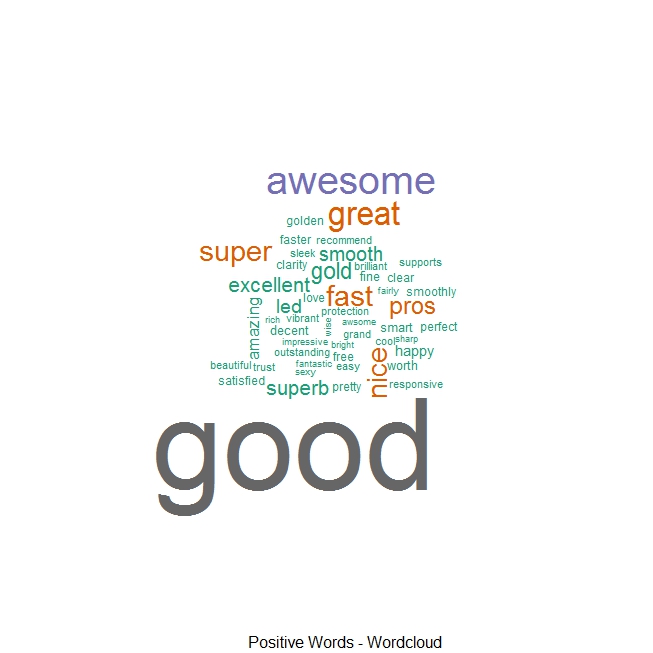 awesome
golden great
faster recommend
super sleek smooth
clarity gold brilliant supports
excellent fine clear
love fast fairly smoothly
led protection pros
amazing rich vibrant wise awsome
decent grand smart perfect
impressive bright cool sharp
outstanding free nice happy
beautiful trust fantastic easy worth
sexy
satisfied superb pretty responsive
good
Positive Words - Wordcloud